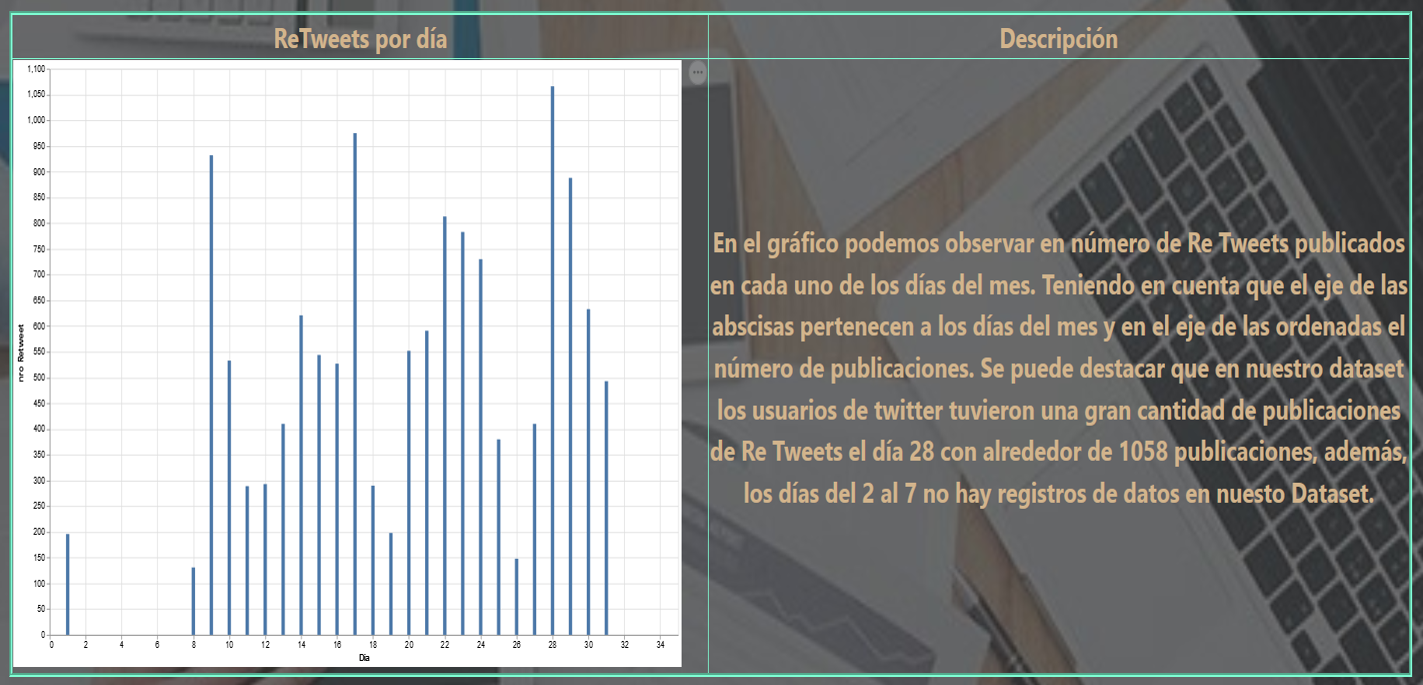 ReTweets por día
Descripción
1,100
1,050
1,000
950
900
850
800
750
700
650
600
550
500
450
400
350
300
250
200
150
100
50
0
nro Retweet
0 2 4 6 8 10 12 14 16 18 20 22 24 26 28 30 32 34
Dia
En el gráfico podemos observar en número de Re Tweets publicados
en cada uno de los días del mes. Teniendo en cuenta que el eje de las
abscisas pertenecen a los días del mes y en el eje de las ordenadas el
número de publicaciones. Se puede destacar que en nuestro dataset
los usuarios de twitter tuvieron una gran cantidad de publicaciones
de Re Tweets el día 28 con alrededor de 1058 publicaciones, además,
los días del 2 al 7 no hay registros de datos en nuesto Dataset.